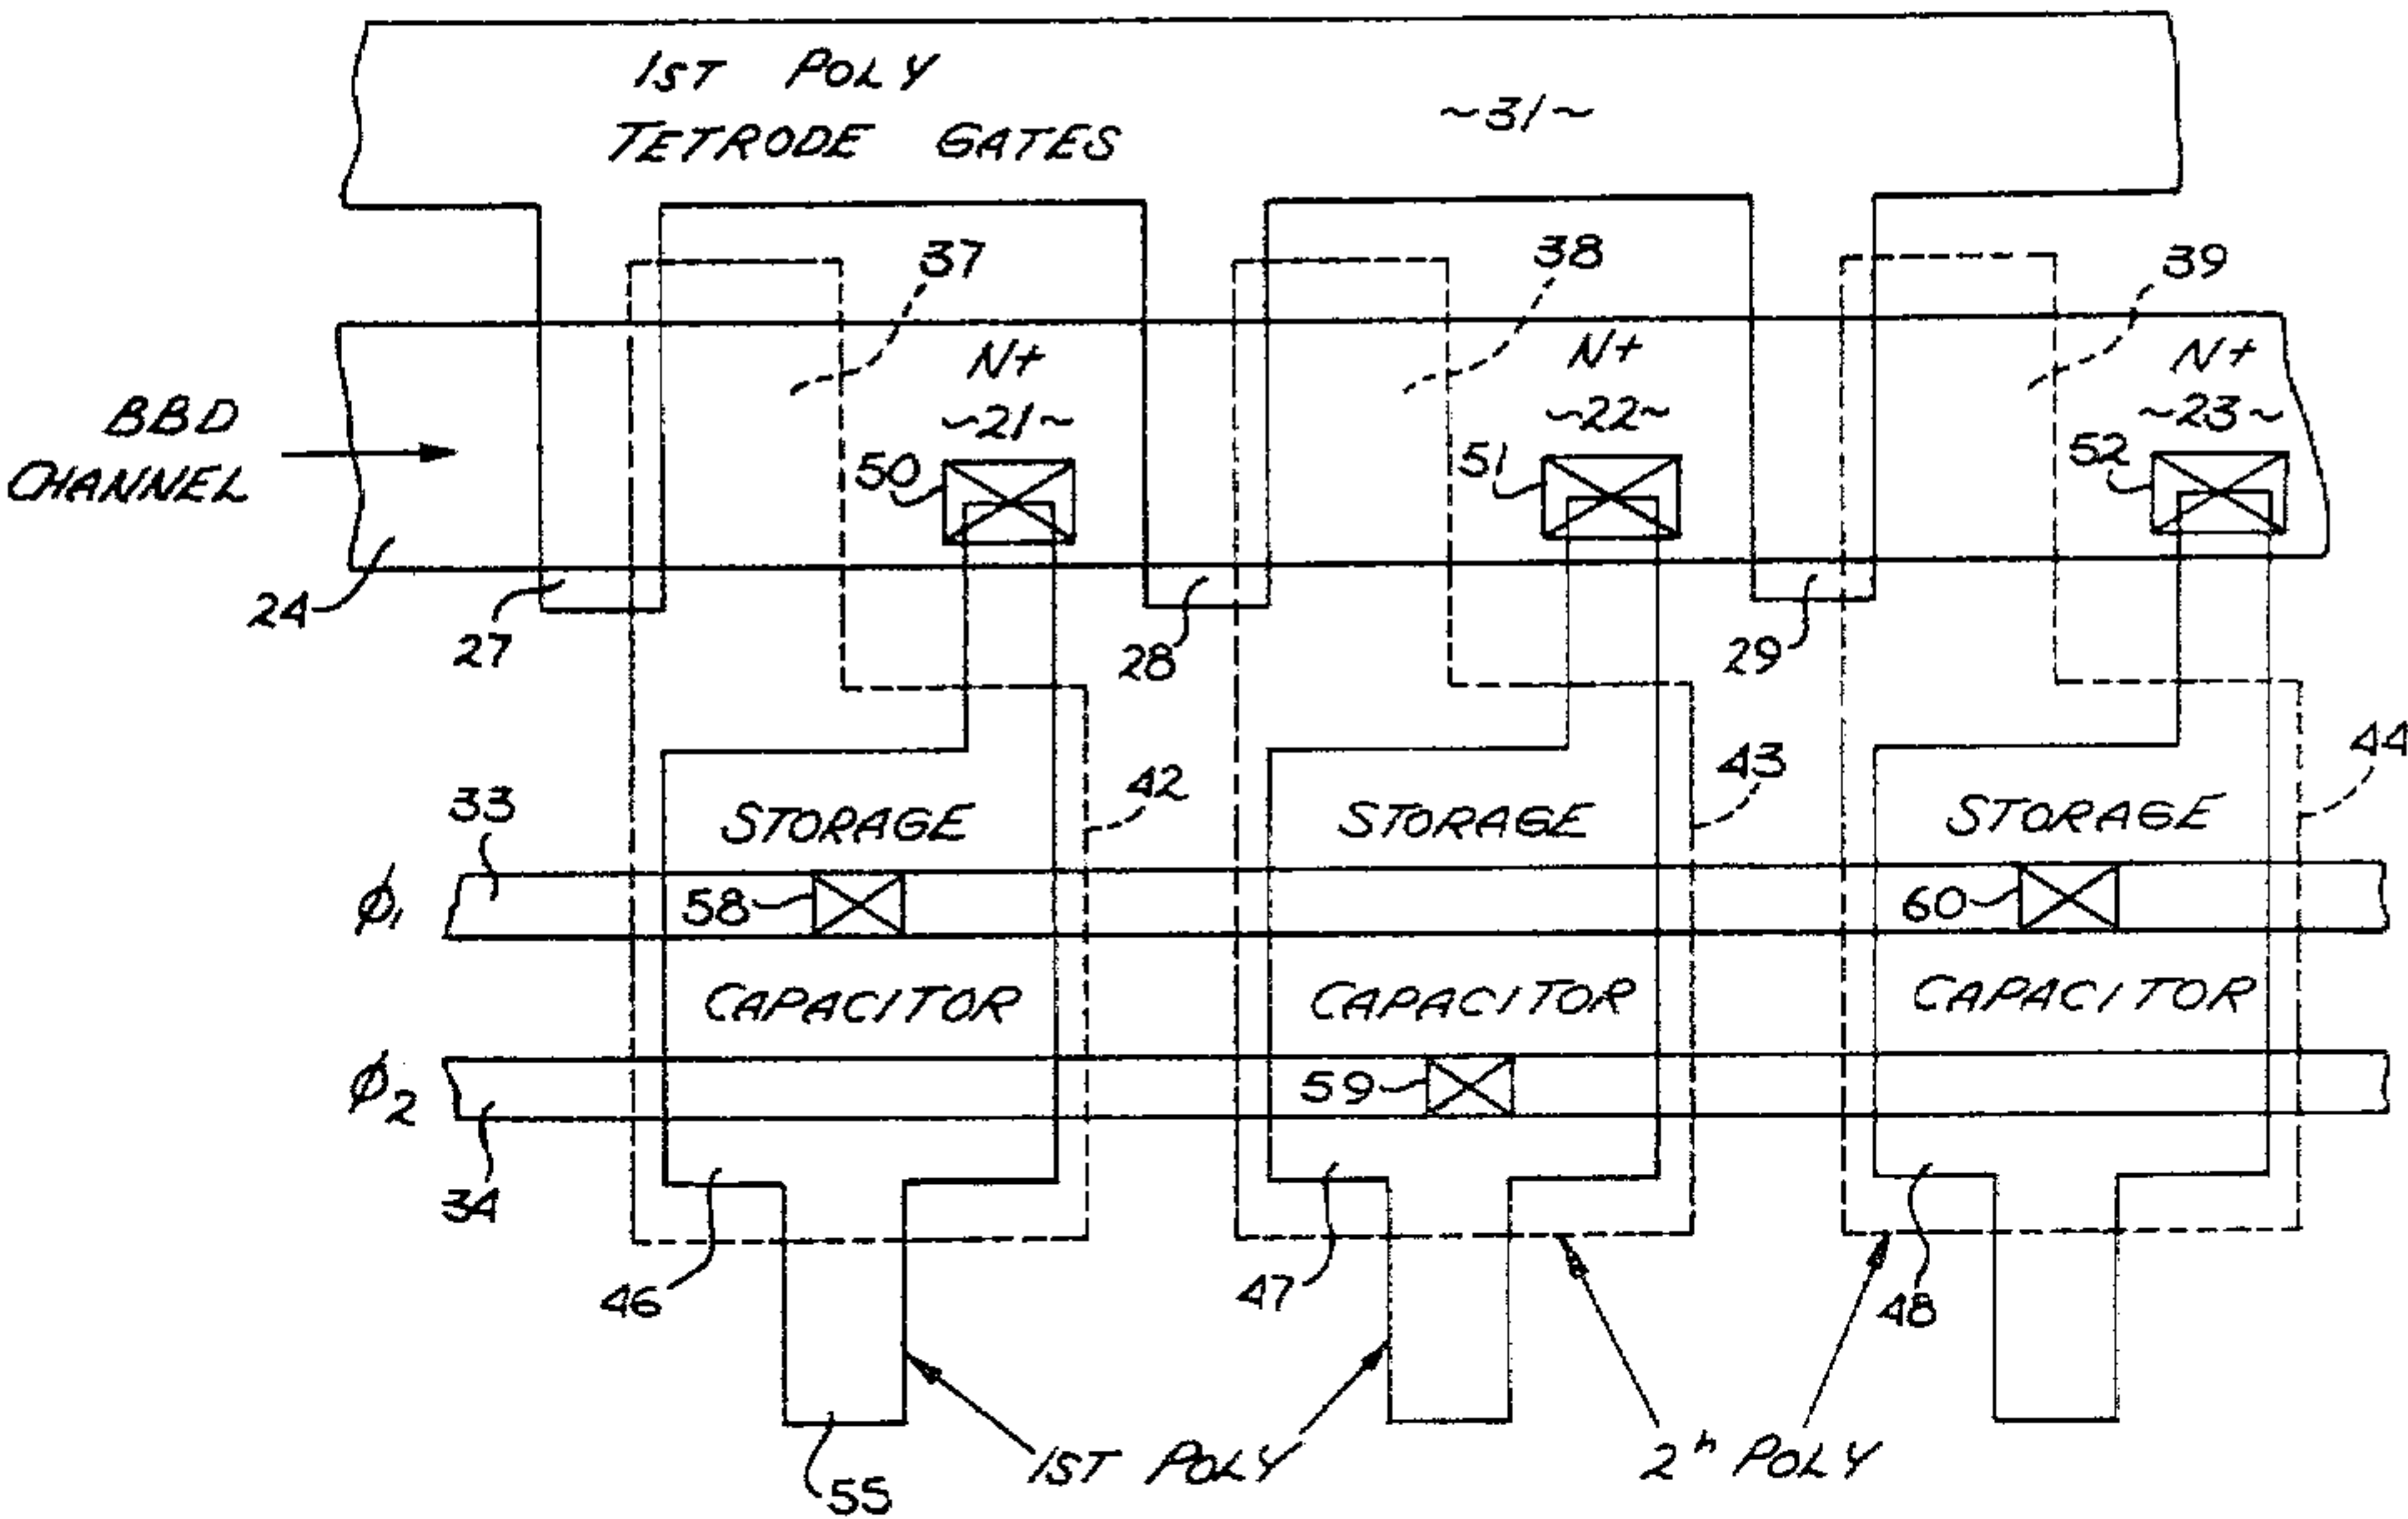 1ST POLY
TETRODE GATES
~31~
37
38
39
N+
~21~
N+
~22~
N+
~23~
BBD
CHANNEL
50
51
52
24
27
28
29
33
42
43
44
STORAGE
STORAGE
STORAGE
ϕ1
58
60
CAPACITOR
CAPACITOR
CAPACITOR
ϕ2
59
34
46
47
48
1ST POLY
2" POLY
55